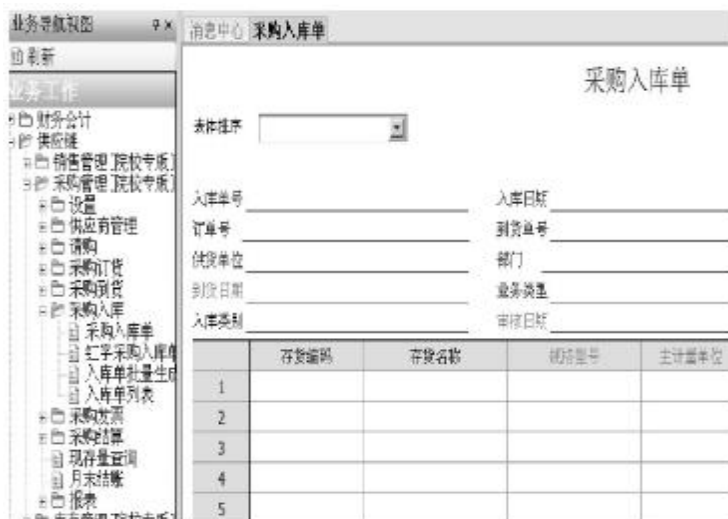 业务导航视图
消息中心 采购入库单
刷新
业务工作
采购入库单
财务会计
供应链
表体排序
销售管理[院校专版]
采购管理[院校专版]
设置
供应商管理
请购
采购订货
采购到货
采购入库
采购入库单
红字采购入库单
入库单批量生成
入库单列表
采购发票
采购结算
现存量查询
月末结账
报表
入库单号 入库日期
订单号 到货单号
供货单位 部门
到货日期 业务类型
入库类别 审核日期
存货编码 存货名称 规格型号 主计量单位
1
2
3
4
5